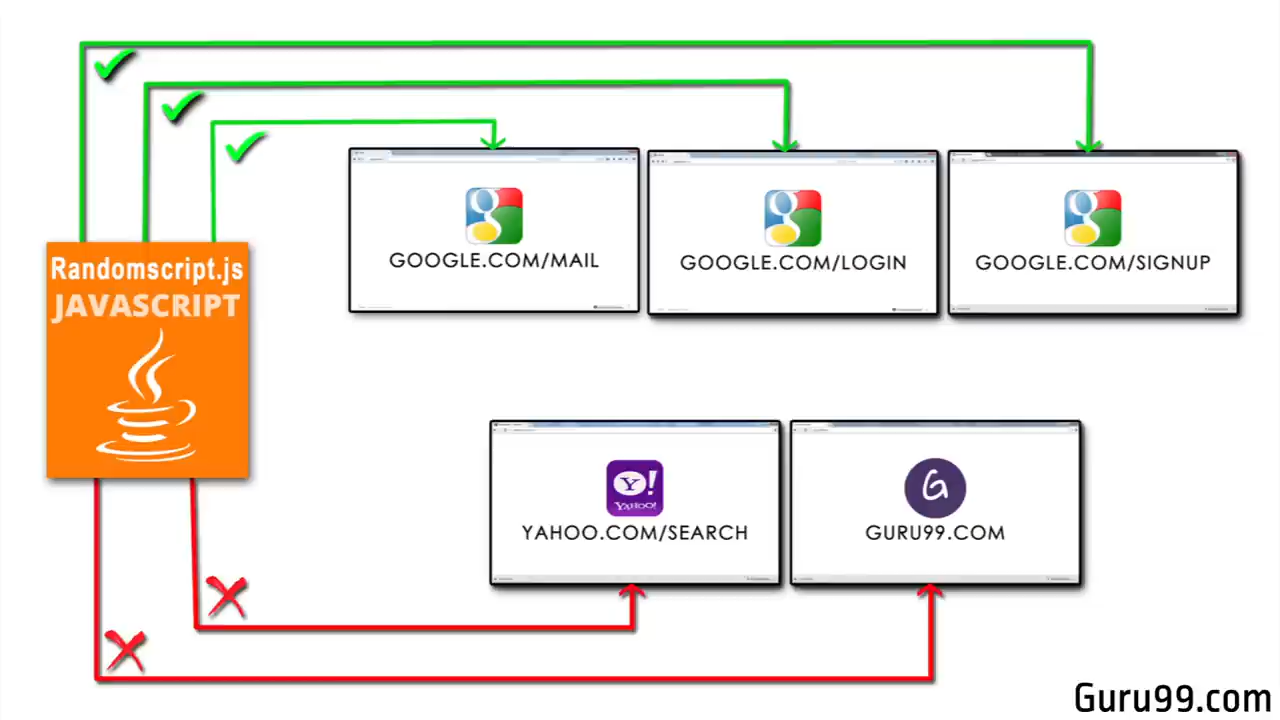 Randomscript.js
JAVASCRIPT
GOOGLE.COM/MAIL
GOOGLE.COM/LOGIN
GOOGLE.COM/SIGNUP
Y!
YAHOO!
YAHOO.COM/SEARCH
G
GURU99.COM
Guru99.com